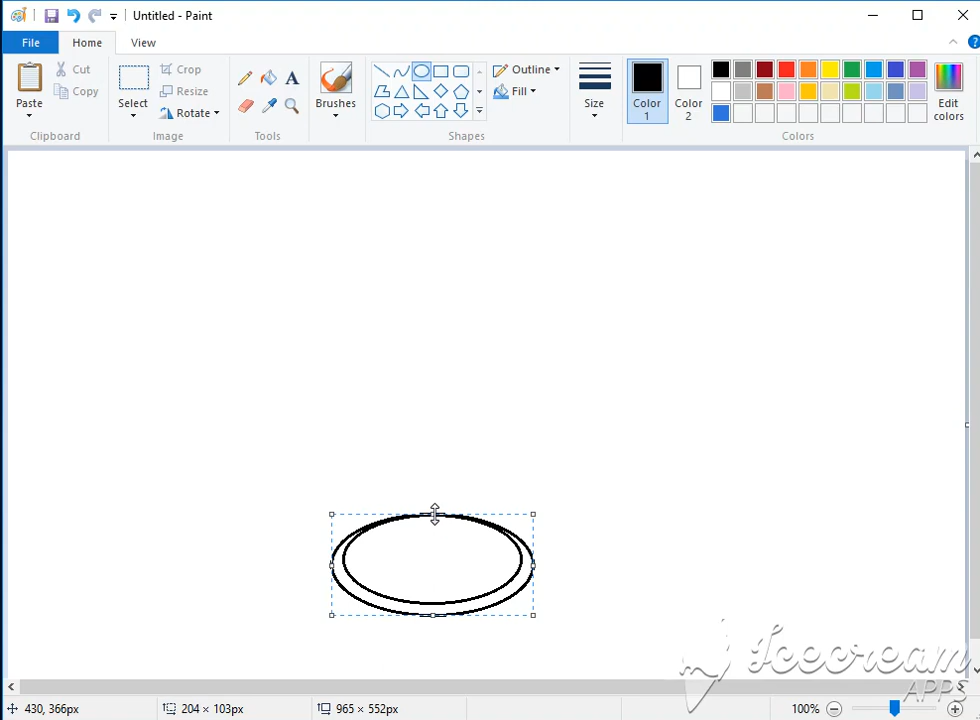 Untitled - Paint
File Home View
Paste
Cut
Copy
Clipboard
Select
Crop
Resize
Rotate
Image
A
Tools
Brushes
Outline
Fill
Shapes
Size
Color 1
Color 2
Edit colors
Colors
430, 366px
204 × 103px
965 × 552px
100%
Icecream
APPS